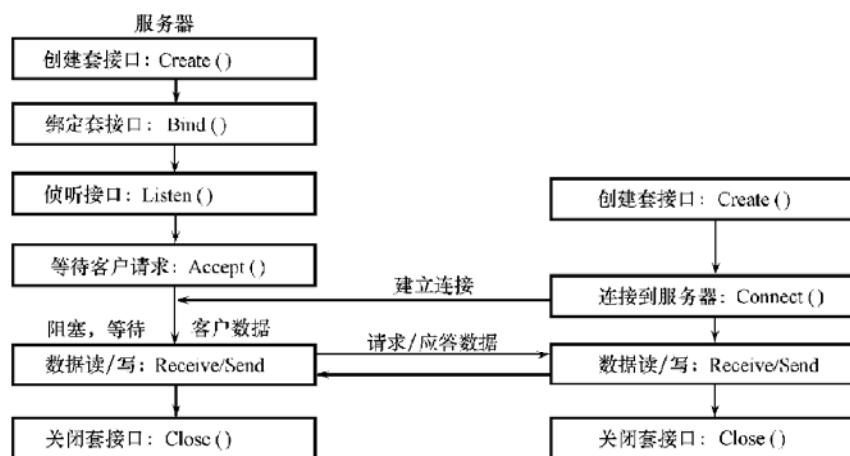 服务器
创建套接口：Create()
绑定套接口：Bind()
侦听接口：Listen()
等待客户请求：Accept()
阻塞，等待 客户数据
数据读/写：Receive/Send
关闭套接口：Close()
建立连接
请求/应答数据
创建套接口：Create()
连接到服务器：Connect()
数据读/写：Receive/Send
关闭套接口：Close()